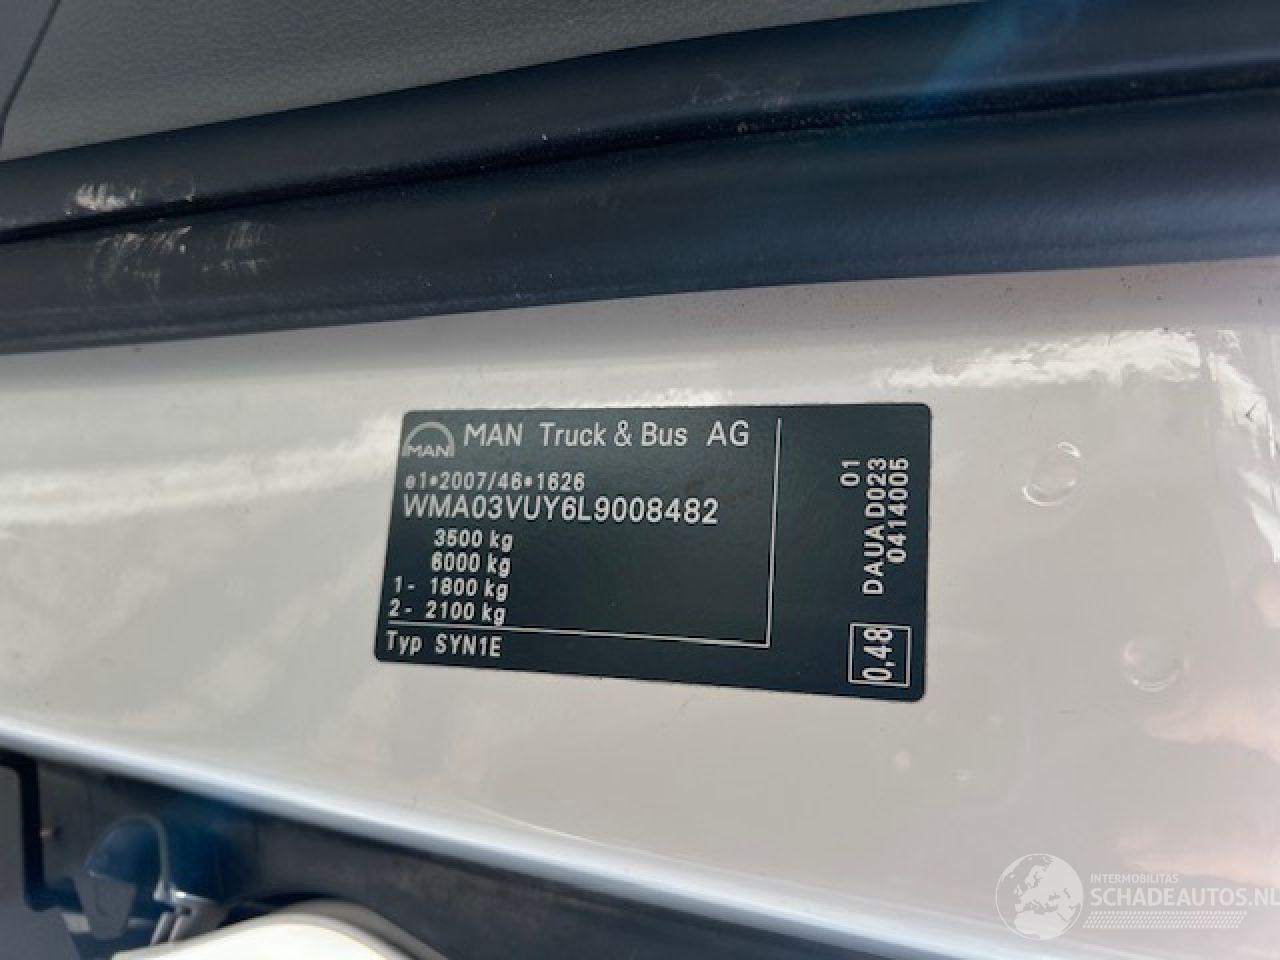 MAN MAN Truck & Bus AG
e1*2007/46*1626
WMA03VUY6L9008482
3500 kg
6000 kg
1- 1800 kg
2- 2100 kg
Typ SYN1E
01
DAUA D023
0414005
0,48
INTERMOBILITAS
SCHADEAUTOS.NL